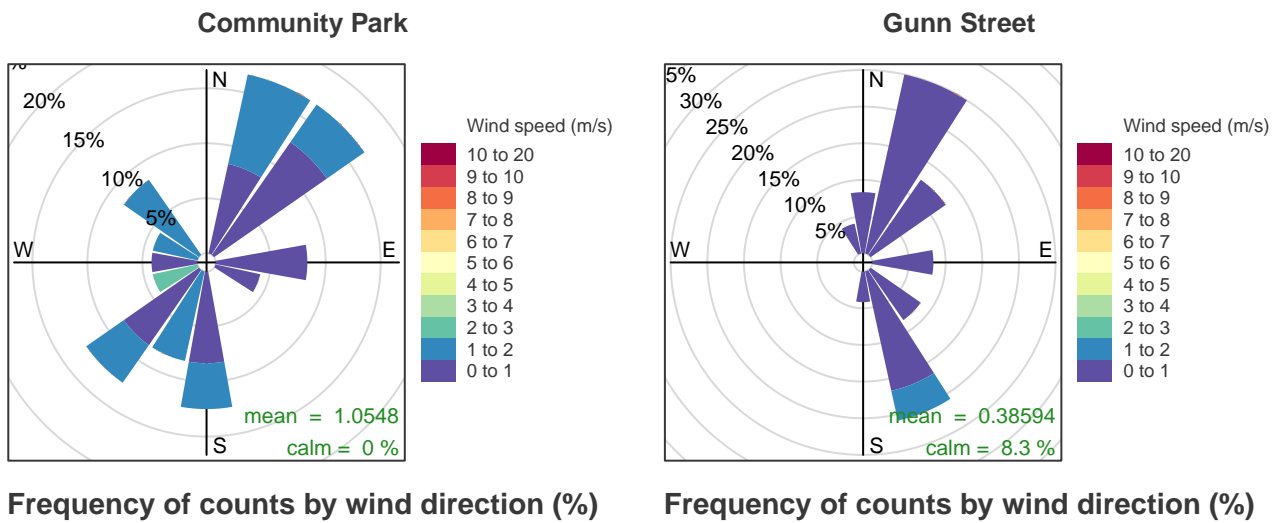 Community Park
%
20%
15%
10%
5%
N
W
E
S
mean = 1.0548
calm = 0 %
Wind speed (m/s)
10 to 20
9 to 10
8 to 9
7 to 8
6 to 7
5 to 6
4 to 5
3 to 4
2 to 3
1 to 2
0 to 1
Frequency of counts by wind direction (%)
Gunn Street
5%
30%
25%
20%
15%
10%
5%
N
W
E
S
mean = 0.38594
calm = 8.3 %
Wind speed (m/s)
10 to 20
9 to 10
8 to 9
7 to 8
6 to 7
5 to 6
4 to 5
3 to 4
2 to 3
1 to 2
0 to 1
Frequency of counts by wind direction (%)